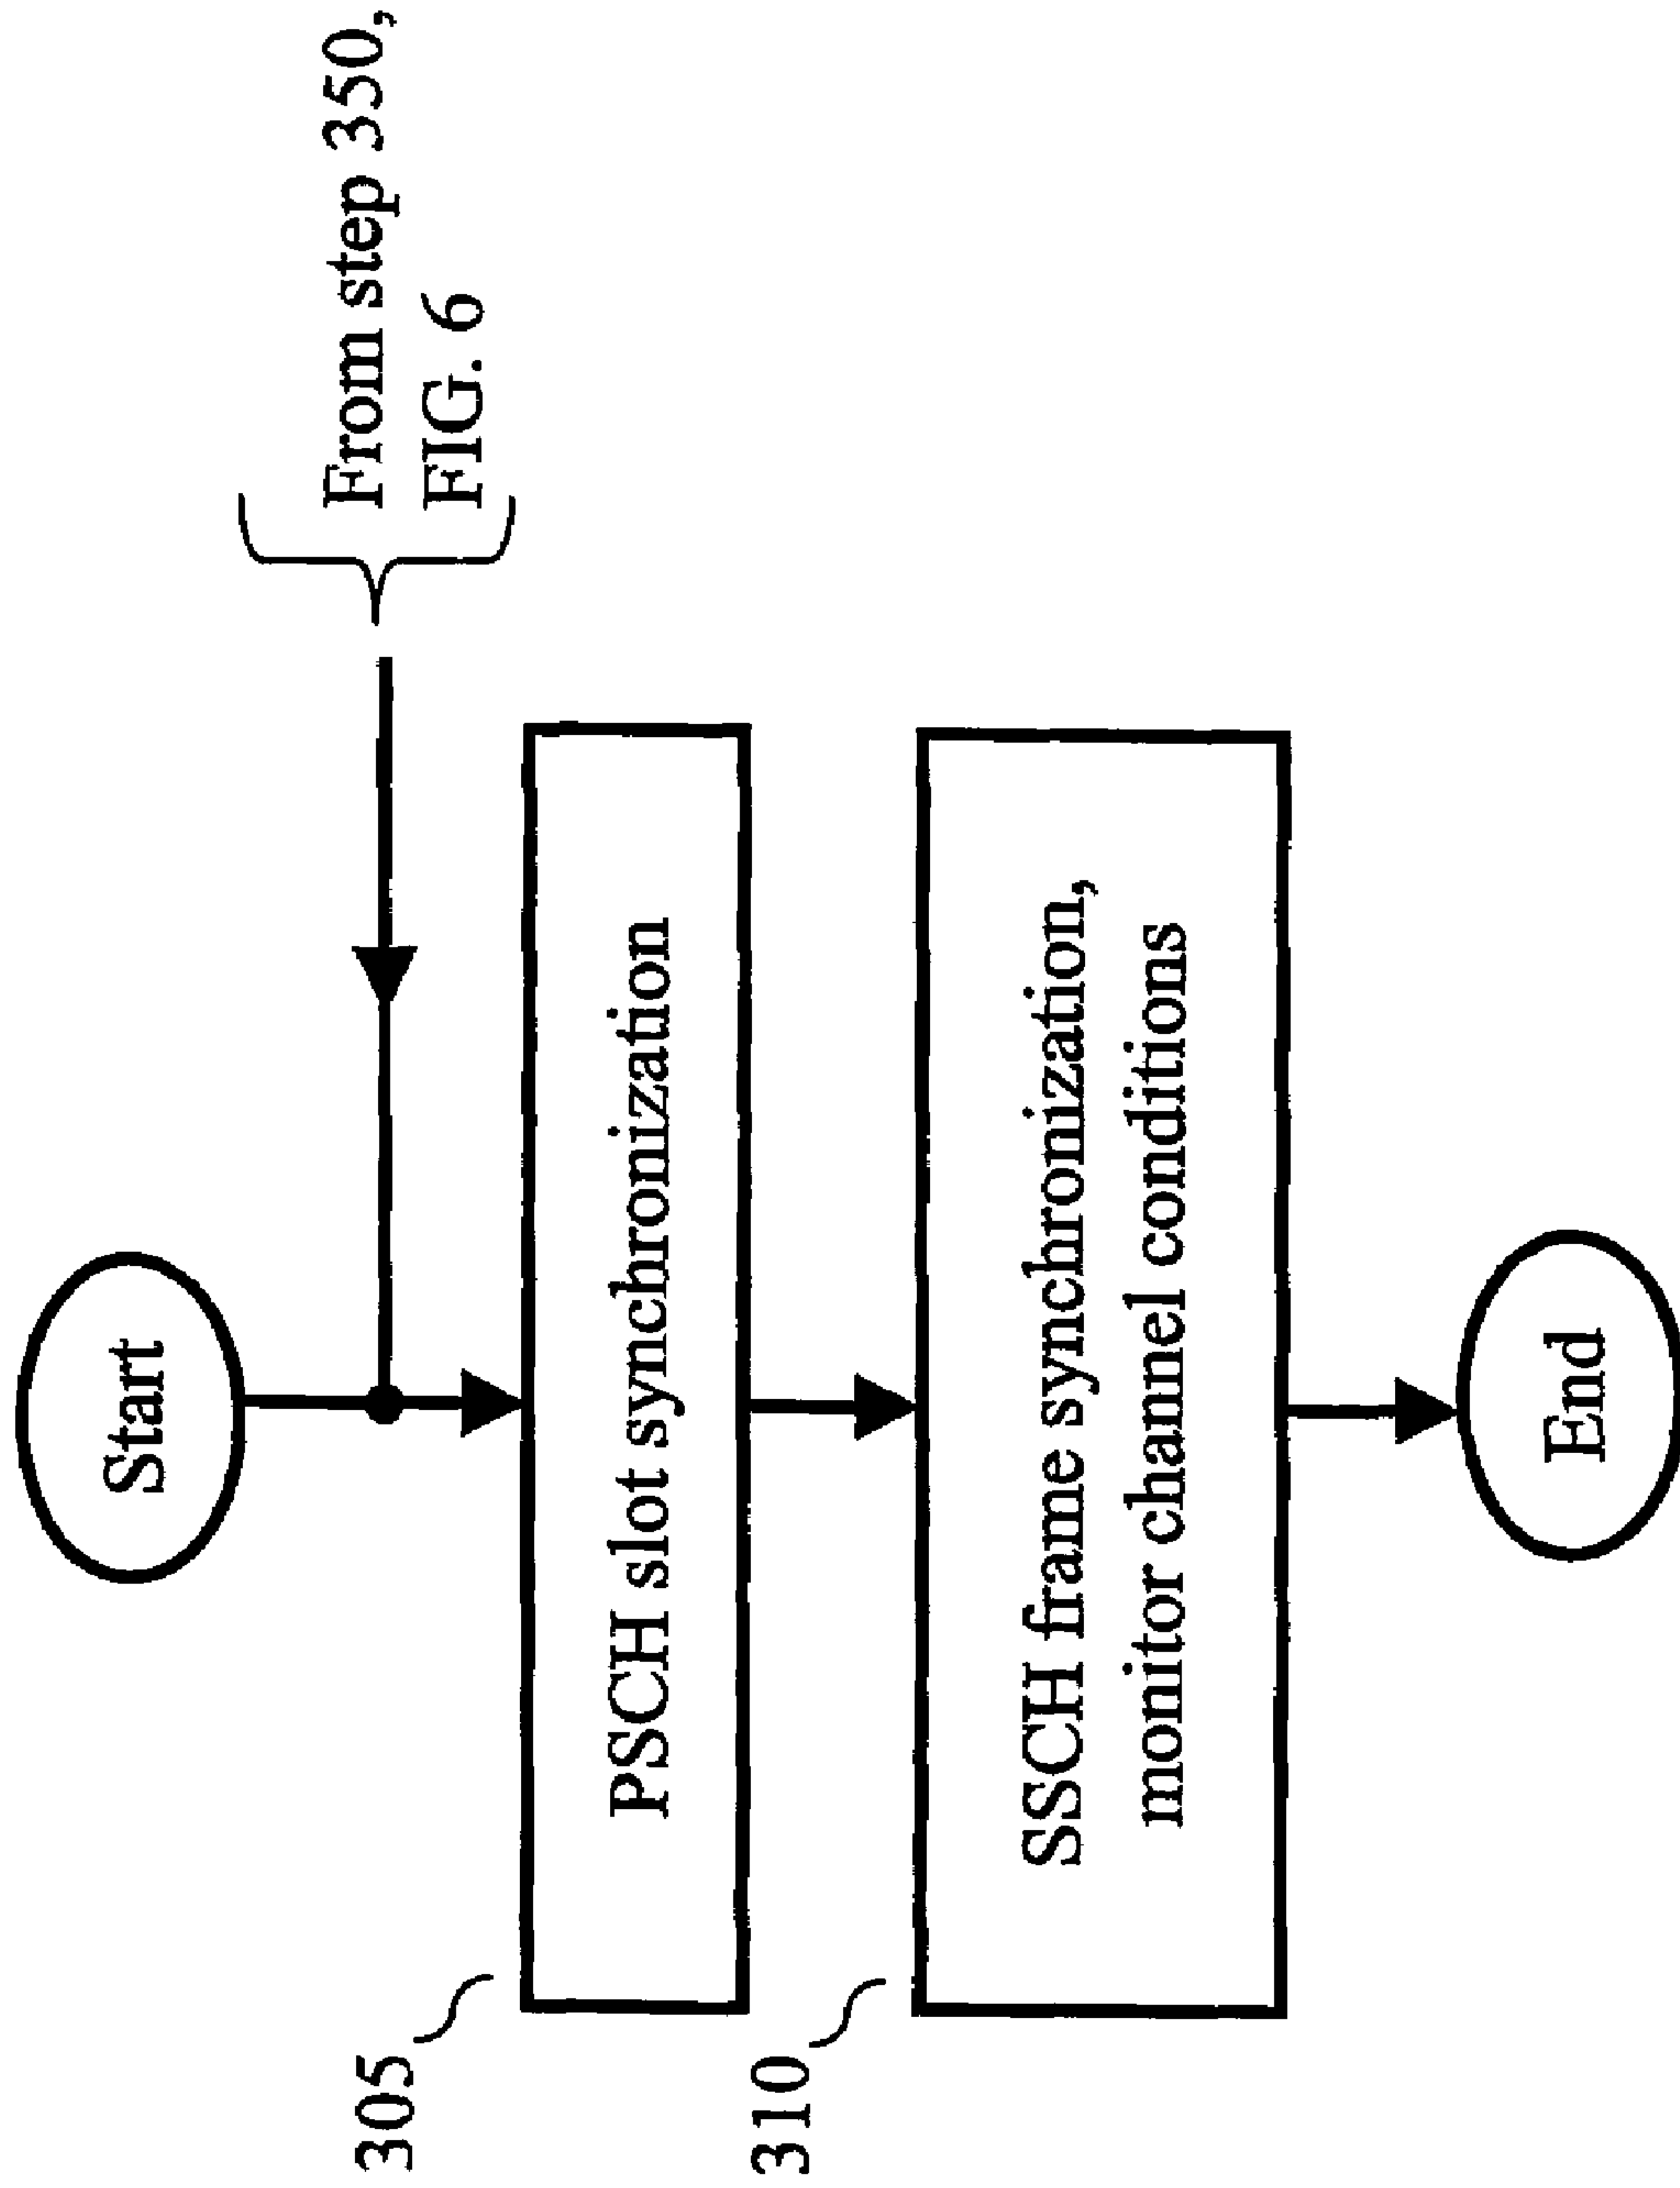 Start
From step 350,
FIG. 6
305
PSCH slot synchronization
310
SSCH frame synchronization,
monitor channel conditions
End